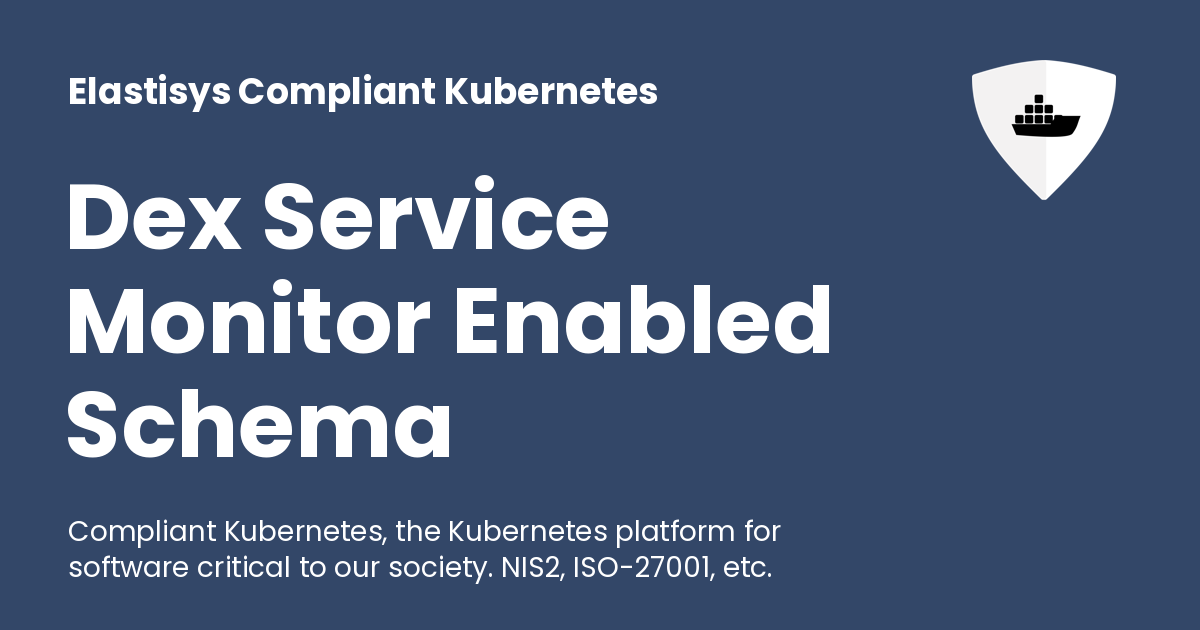 Elastisys Compliant Kubernetes
Dex Service
Monitor Enabled
Schema
Compliant Kubernetes, the Kubernetes platform for
software critical to our society. NIS2, ISO-27001, etc.